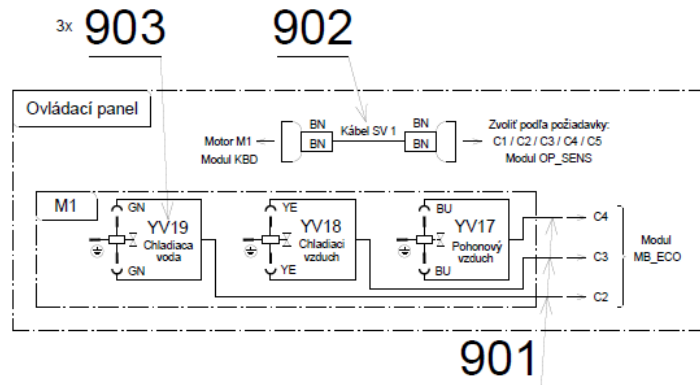 3x 903
902
Ovládací panel
BN
BN
Kábel SV 1
BN
BN
Motor M1
Modul KBD
Zvoliť podľa požiadavky:
C1 / C2 / C3 / C4 / C5
Modul OP_SENS
M1
GN
YV19
Chladiaca
voda
GN
YE
YV18
Chladiaci
vzduch
YE
BU
YV17
Pohonový
vzduch
BU
C4
C3
C2
Modul
MB_ECO
901